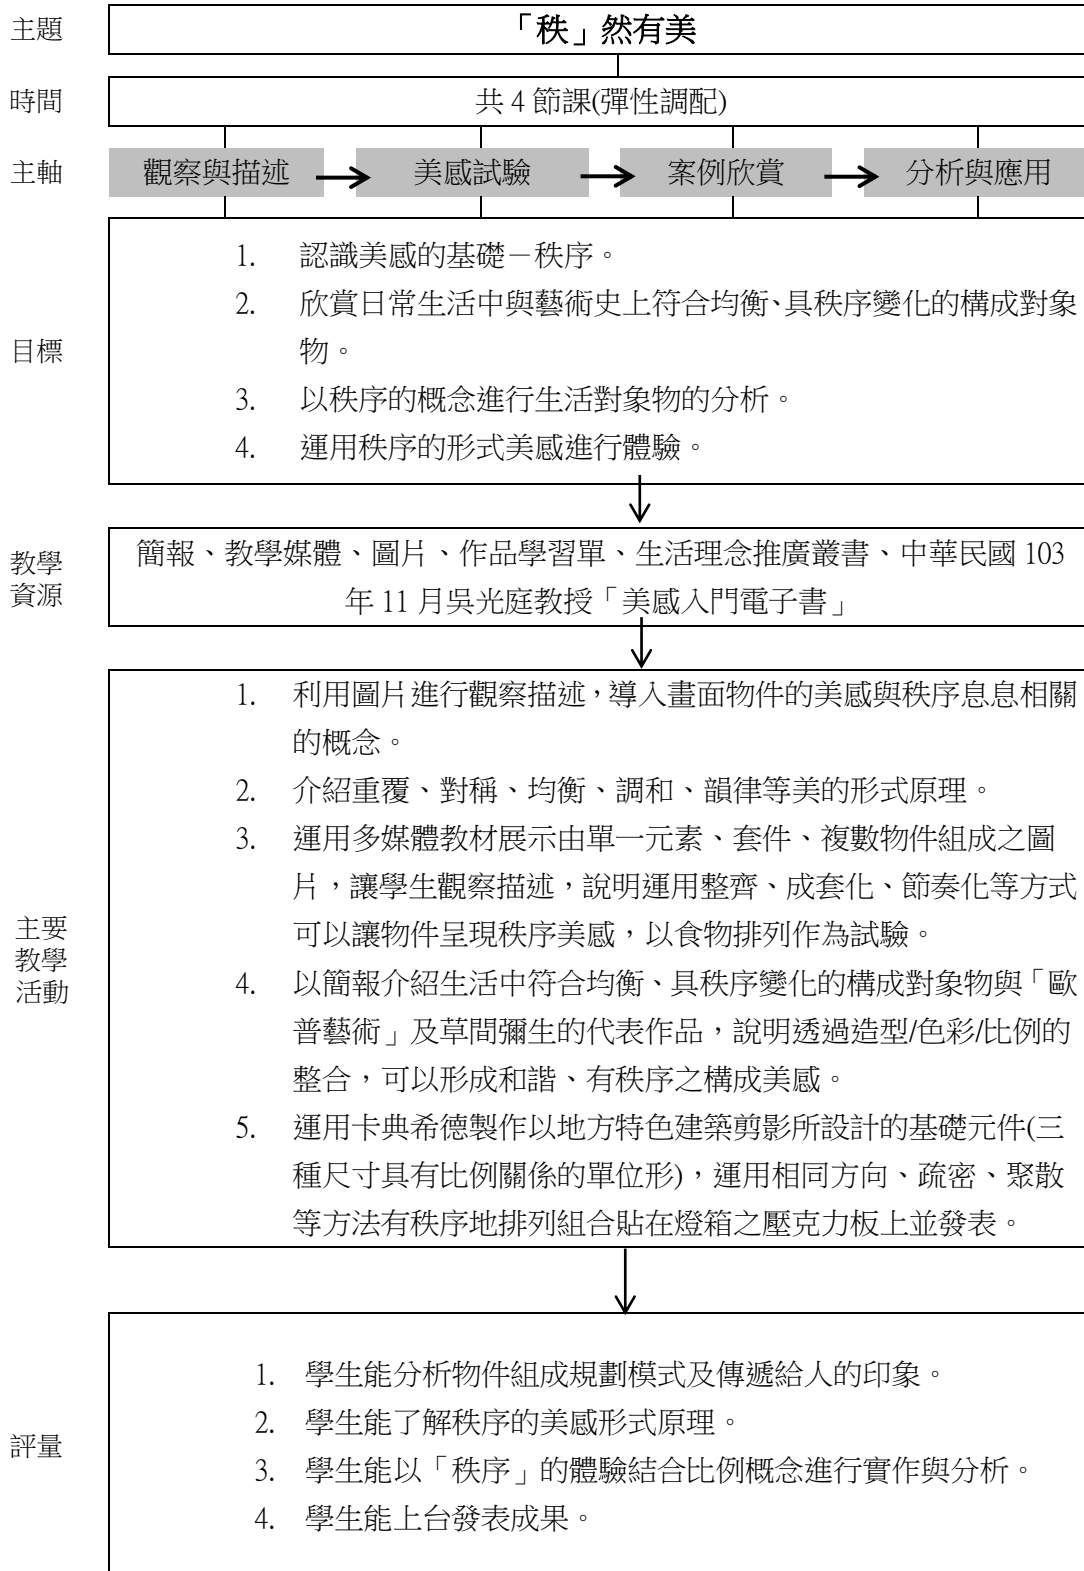 主題
「秩」然有美
時間
共 4 節課(彈性調配)
主軸
觀察與描述
美感試驗
案例欣賞
分析與應用
目標
1. 認識美感的基礎－秩序。
2. 欣賞日常生活中與藝術史上符合均衡、具秩序變化的構成對象
物。
3. 以秩序的概念進行生活對象物的分析。
4. 運用秩序的形式美感進行體驗。
教學
資源
簡報、教學媒體、圖片、作品學習單、生活理念推廣叢書、中華民國 103
年 11 月吳光庭教授「美感入門電子書」
主要
教學
活動
1. 利用圖片進行觀察描述，導入畫面物件的美感與秩序息息相關
的概念。
2. 介紹重覆、對稱、均衡、調和、韻律等美的形式原理。
3. 運用多媒體教材展示由單一元素、套件、複數物件組成之圖
片，讓學生觀察描述，說明運用整齊、成套化、節奏化等方式
可以讓物件呈現秩序美感，以食物排列作為試驗。
4. 以簡報介紹生活中符合均衡、具秩序變化的構成對象物與「歐
普藝術」及草間彌生的代表作品，說明透過造型/色彩/比例的
整合，可以形成和諧、有秩序之構成美感。
5. 運用卡典希德製作以地方特色建築剪影所設計的基礎元件(三
種尺寸具有比例關係的單位形)，運用相同方向、疏密、聚散
等方法有秩序地排列組合貼在燈箱之壓克力板上並發表。
評量
1. 學生能分析物件組成規劃模式及傳遞給人的印象。
2. 學生能了解秩序的美感形式原理。
3. 學生能以「秩序」的體驗結合比例概念進行實作與分析。
4. 學生能上台發表成果。